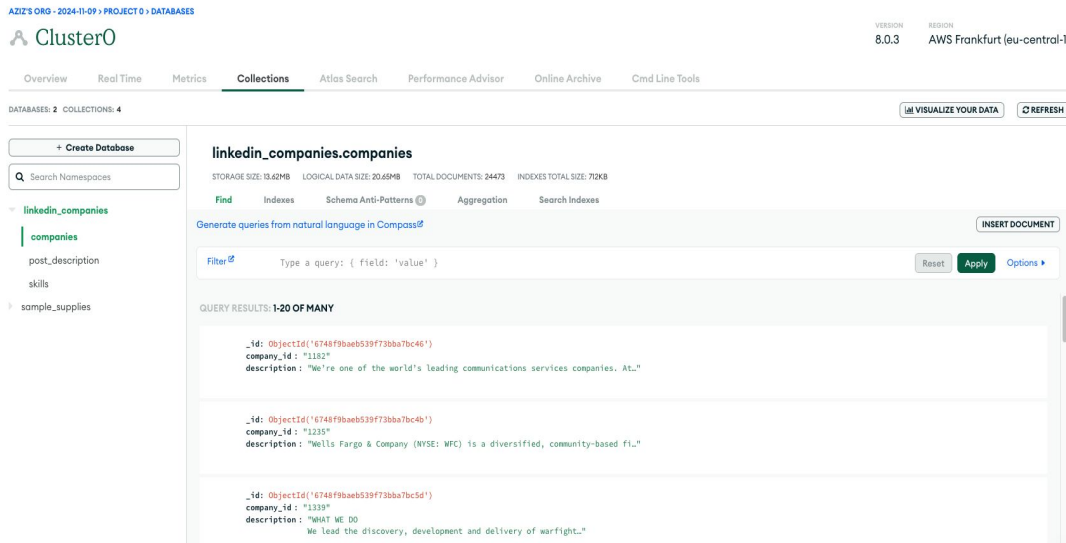 AZIZ'S ORG - 2024-11-09 > PROJECT 0 > DATABASES
Cluster0
VERSION
8.0.3
REGION
AWS Frankfurt (eu-central-1
Overview Real Time Metrics Collections Atlas Search Performance Advisor Online Archive Cmd Line Tools
DATABASES: 2 COLLECTIONS: 4
VISUALIZE YOUR DATA
REFRESH
+ Create Database
Search Namespaces
linkedin_companies
companies
post_description
skills
sample_supplies
linkedin_companies.companies
STORAGE SIZE: 13.62MB LOGICAL DATA SIZE: 20.65MB TOTAL DOCUMENTS: 24473 INDEXES TOTAL SIZE: 712KB
Find Indexes Schema Anti-Patterns 0 Aggregation Search Indexes
Generate queries from natural language in Compass
INSERT DOCUMENT
Filter Type a query: { field: 'value' } Reset Apply Options
QUERY RESULTS: 1-20 OF MANY
_id: ObjectId('6748f9baeb539f73bba7bc46')
company_id : "1182"
description : "We're one of the world's leading communications services companies. At…"
_id: ObjectId('6748f9baeb539f73bba7bc4b')
company_id : "1235"
description : "Wells Fargo & Company (NYSE: WFC) is a diversified, community-based fi…"
_id: ObjectId('6748f9baeb539f73bba7bc5d')
company_id : "1339"
description : "WHAT WE DO
We lead the discovery, development and delivery of warfight…"